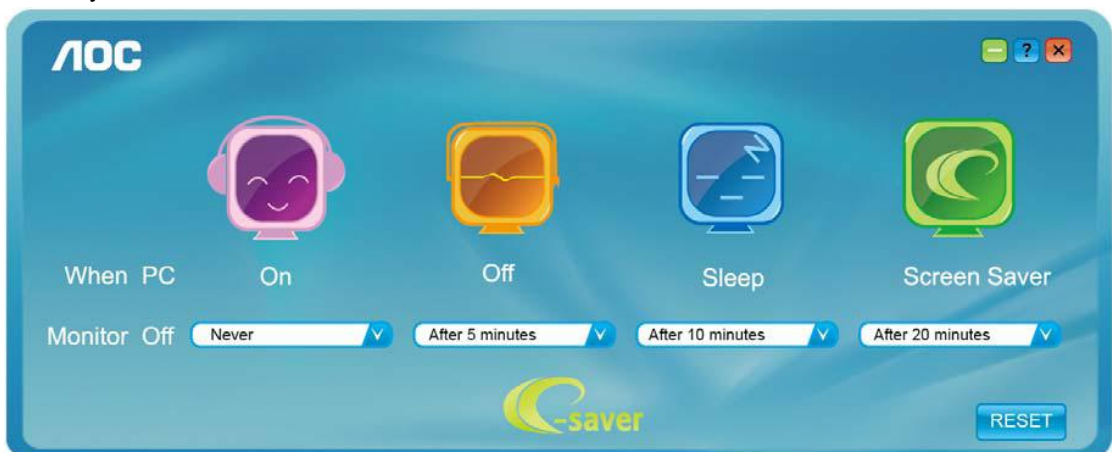 AOC
?
When PC On Off Sleep Screen Saver
Monitor Off Never After 5 minutes After 10 minutes After 20 minutes
e-saver
RESET